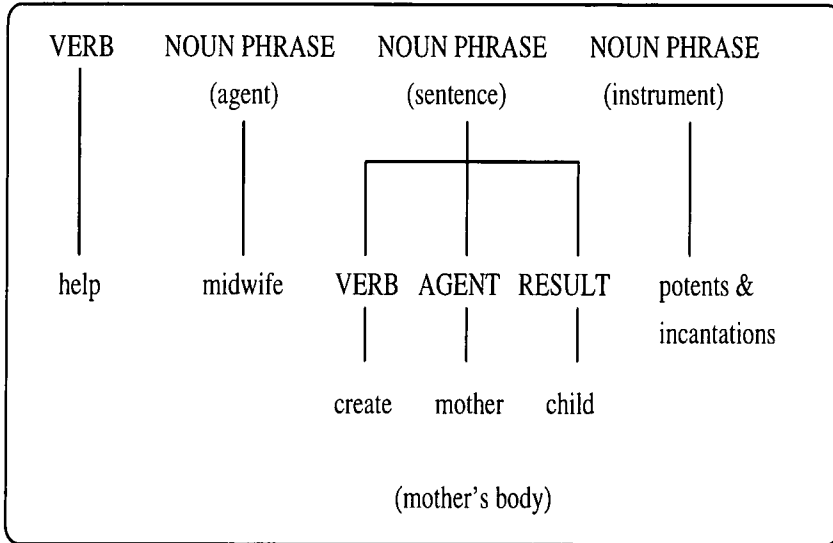 VERB NOUN PHRASE NOUN PHRASE NOUN PHRASE
(agent) (sentence) (instrument)
help midwife VERB AGENT RESULT potents &
incantations
create mother child
(mother's body)